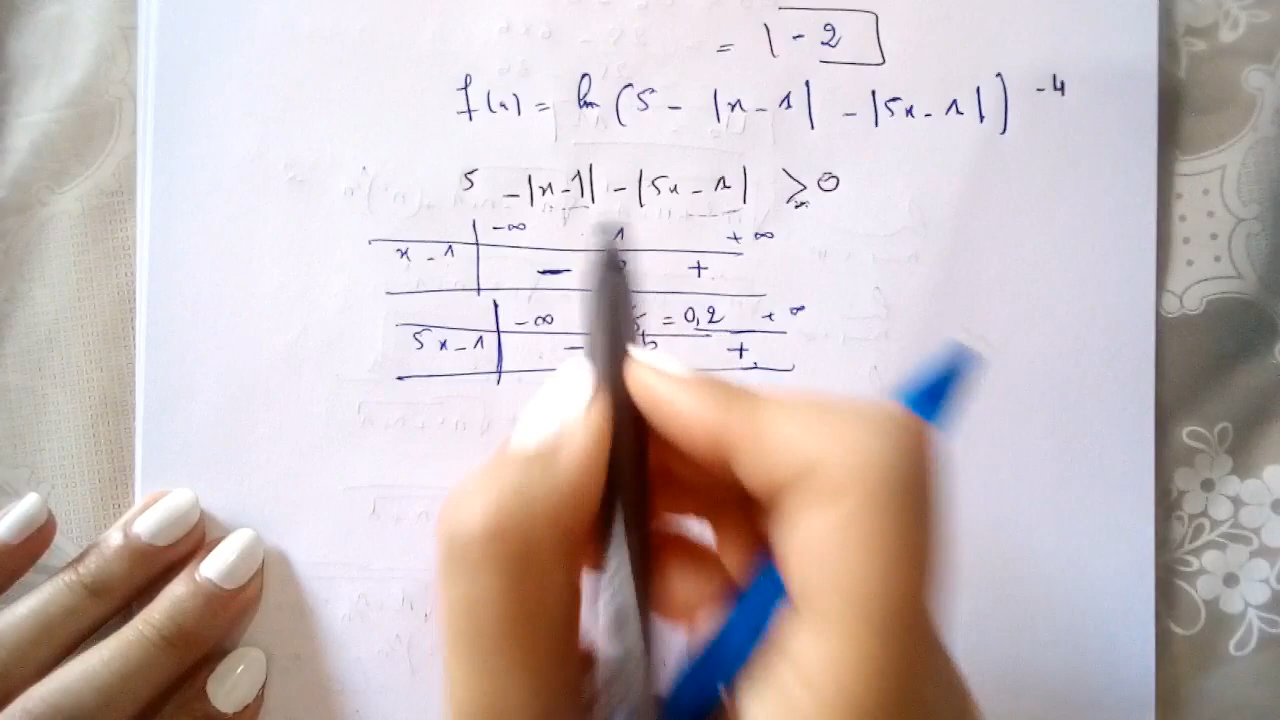 = 1 - 2
f(x) = ln (5 - |x - 1| - |5x - 1|) -4
5 - |x - 1| - |5x - 1| ≥ 0
-∞ 1 +∞
x - 1 - +
-∞ 5 = 0,2 +∞
5x - 1 - +